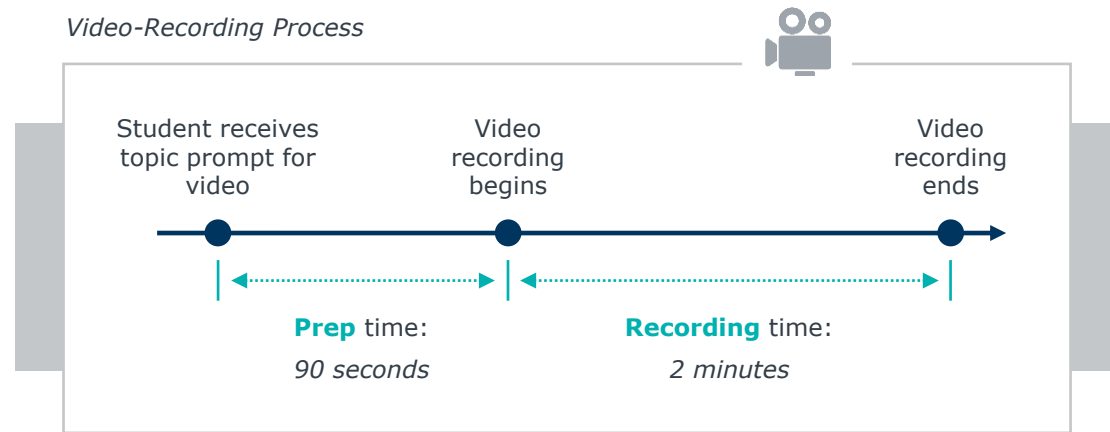 Video-Recording Process
Student receives
topic prompt for
video
Video
recording
begins
Video
recording
ends
Prep time:
90 seconds
Recording time:
2 minutes